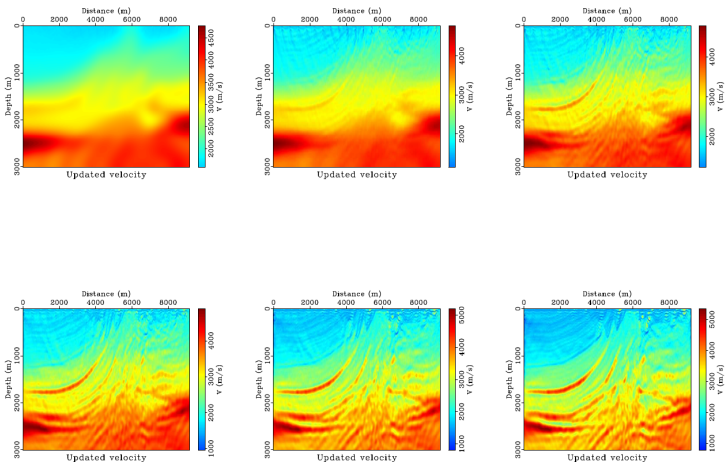 Distance (m)
0 2000 4000 6000 8000
Depth (m)
0 1000 2000 3000
2000 2500 3000 3500 4000 4500
V (m/s)
Updated velocity
Distance (m)
0 2000 4000 6000 8000
Depth (m)
0 1000 2000 3000
2000 3000 4000
V (m/s)
Updated velocity
Distance (m)
0 2000 4000 6000 8000
Depth (m)
0 1000 2000 3000
2000 3000 4000
V (m/s)
Updated velocity
Distance (m)
0 2000 4000 6000 8000
Depth (m)
0 1000 2000 3000
1000 2000 3000 4000
V (m/s)
Updated velocity
Distance (m)
0 2000 4000 6000 8000
Depth (m)
0 1000 2000 3000
1000 2000 3000 4000 5000
V (m/s)
Updated velocity
Distance (m)
0 2000 4000 6000 8000
Depth (m)
0 1000 2000 3000
1000 2000 3000 4000 5000
V (m/s)
Updated velocity